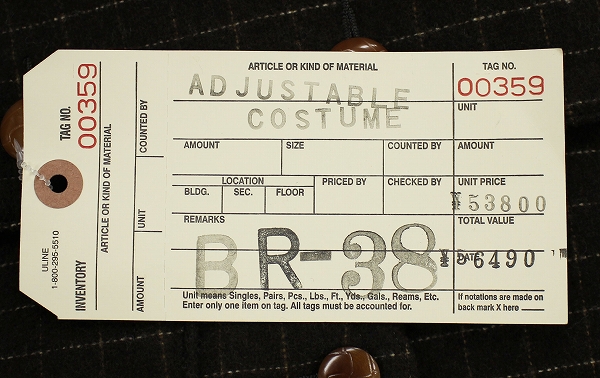 TAG NO.
00359
ARTICLE OR KIND OF MATERIAL
COUNTED BY
UNIT
AMOUNT
INVENTORY
ULINE
1-800-295-5510
ARTICLE OR KIND OF MATERIAL
ADJUSTABLE
COSTUME
TAG NO.
00359
UNIT
AMOUNT SIZE COUNTED BY AMOUNT
LOCATION PRICED BY CHECKED BY UNIT PRICE
BLDG. SEC. FLOOR
¥53800
REMARKS TOTAL VALUE
BR-38
DATE
¥56490
Unit means Singles, Pairs, Pcs., Lbs., Ft., Yds., Gals., Reams, Etc.
Enter only one item on tag. All tags must be accounted for.
If notations are made on
back mark X here